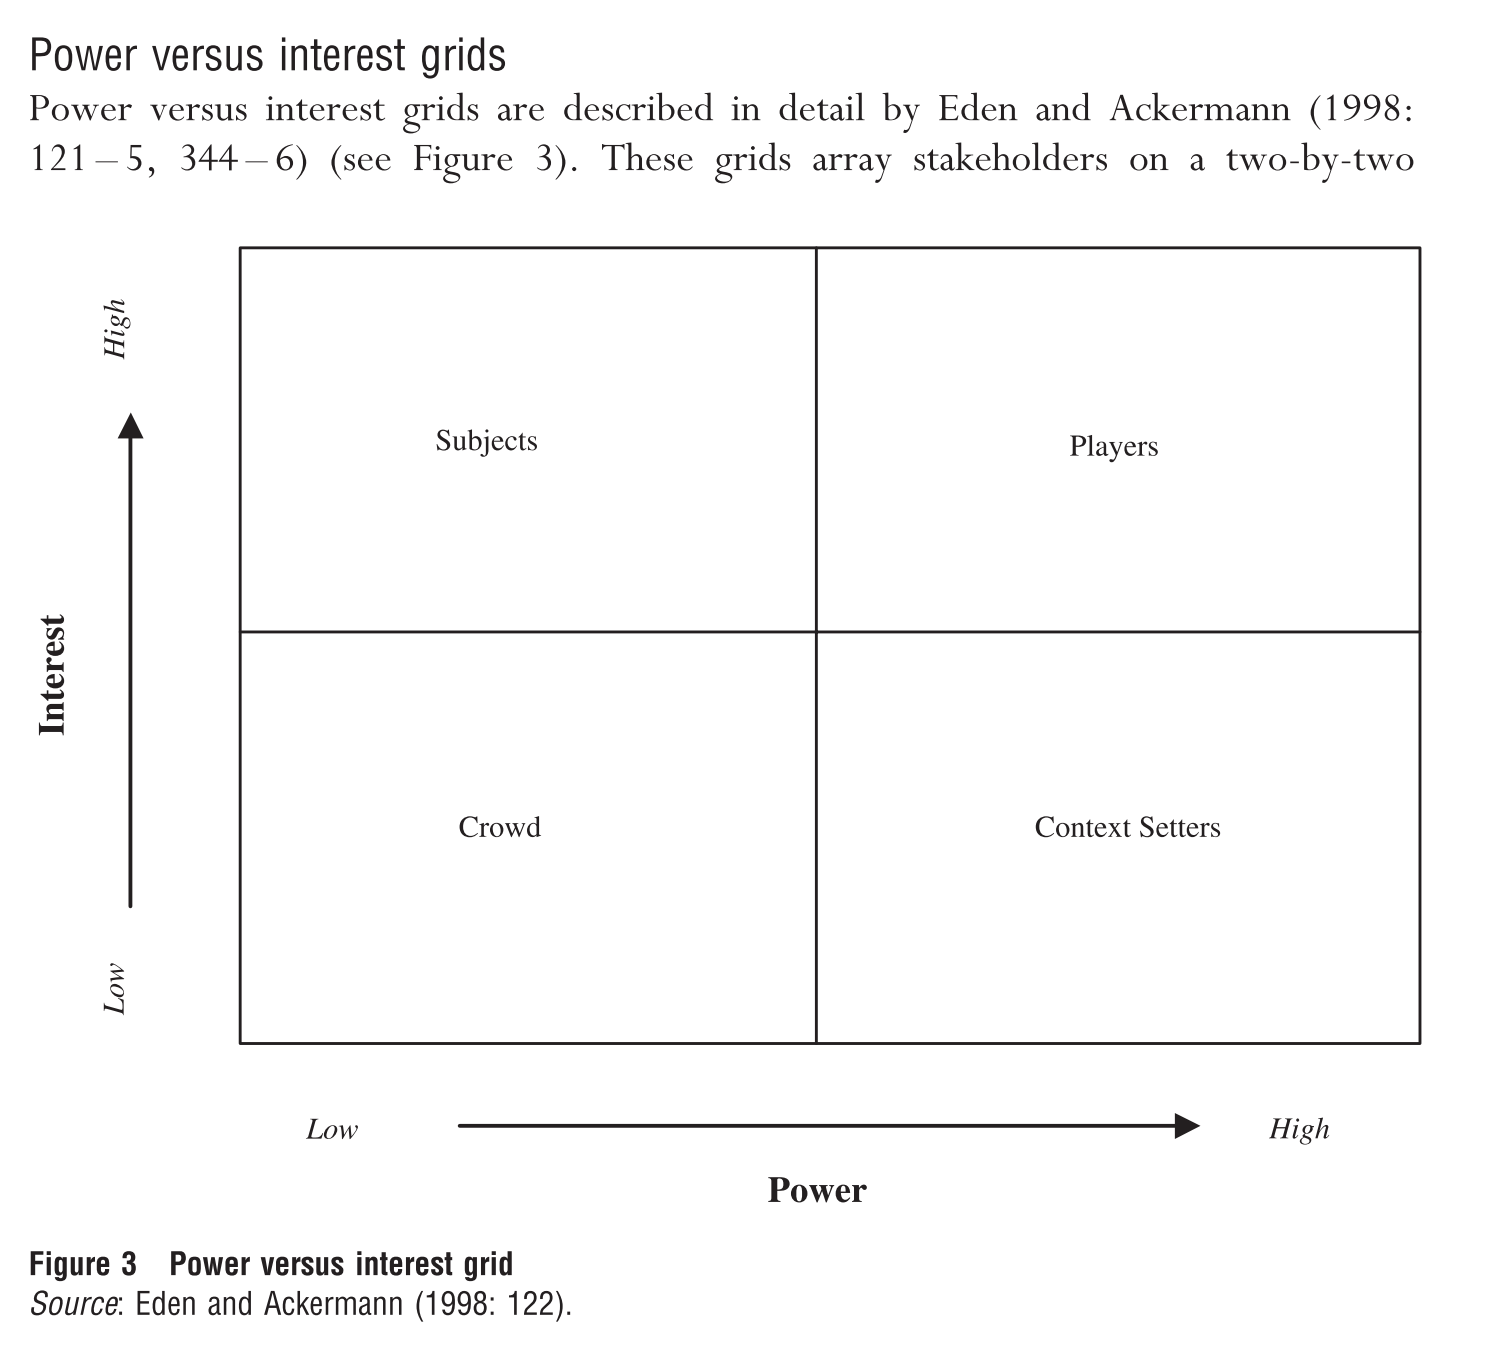 Power versus interest grids
Power versus interest grids are described in detail by Eden and Ackermann (1998:
121–5, 344–6) (see Figure 3). These grids array stakeholders on a two-by-two
High
Subjects
Players
Interest
Crowd
Context Setters
Low
Low
High
Power
Figure 3 Power versus interest grid
Source: Eden and Ackermann (1998: 122).